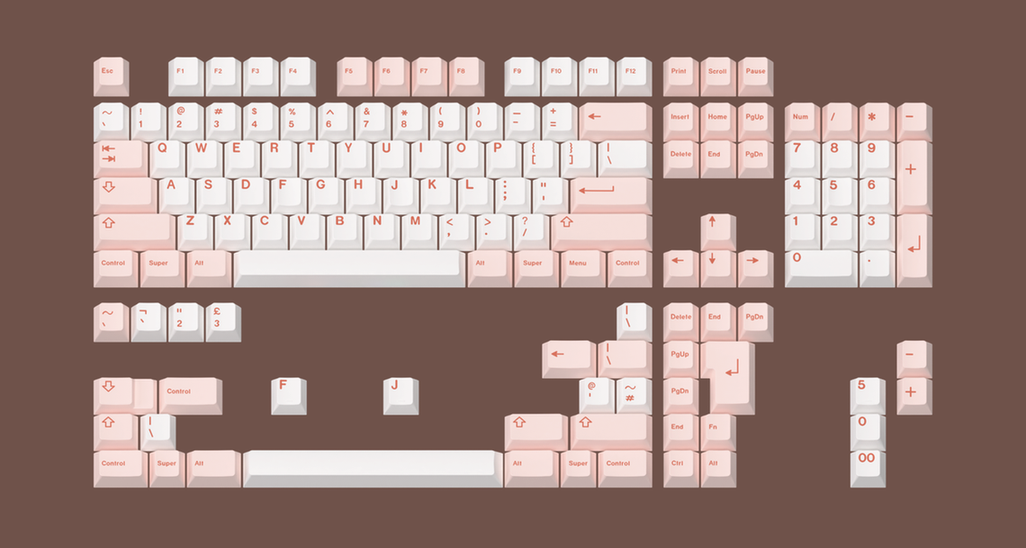 Esc F1 F2 F3 F4 F5 F6 F7 F8 F9 F10 F11 F12 Print Scroll Pause
~ ! @ # $ % ^ & * ( ) _ +
` 1 2 3 4 5 6 7 8 9 0 - = ← Insert Home PgUp Num / * -
Q W E R T Y U I O P { } | 7 8 9
[ ] \ Delete End PgDn +
A S D F G H J K L : " 4 5 6
; '
Z X C V B N M < > ? ↑ 1 2 3
, . /
Control Super Alt Alt Super Menu Control ← ↓ → 0 .
~ ¬ " £ | Delete End PgDn
` ` 2 3 \
← | PgUp -
\
Control F J @ ~ PgDn 5 +
' #
| End Fn 0
\
Control Super Alt Alt Super Control Ctrl Alt 00